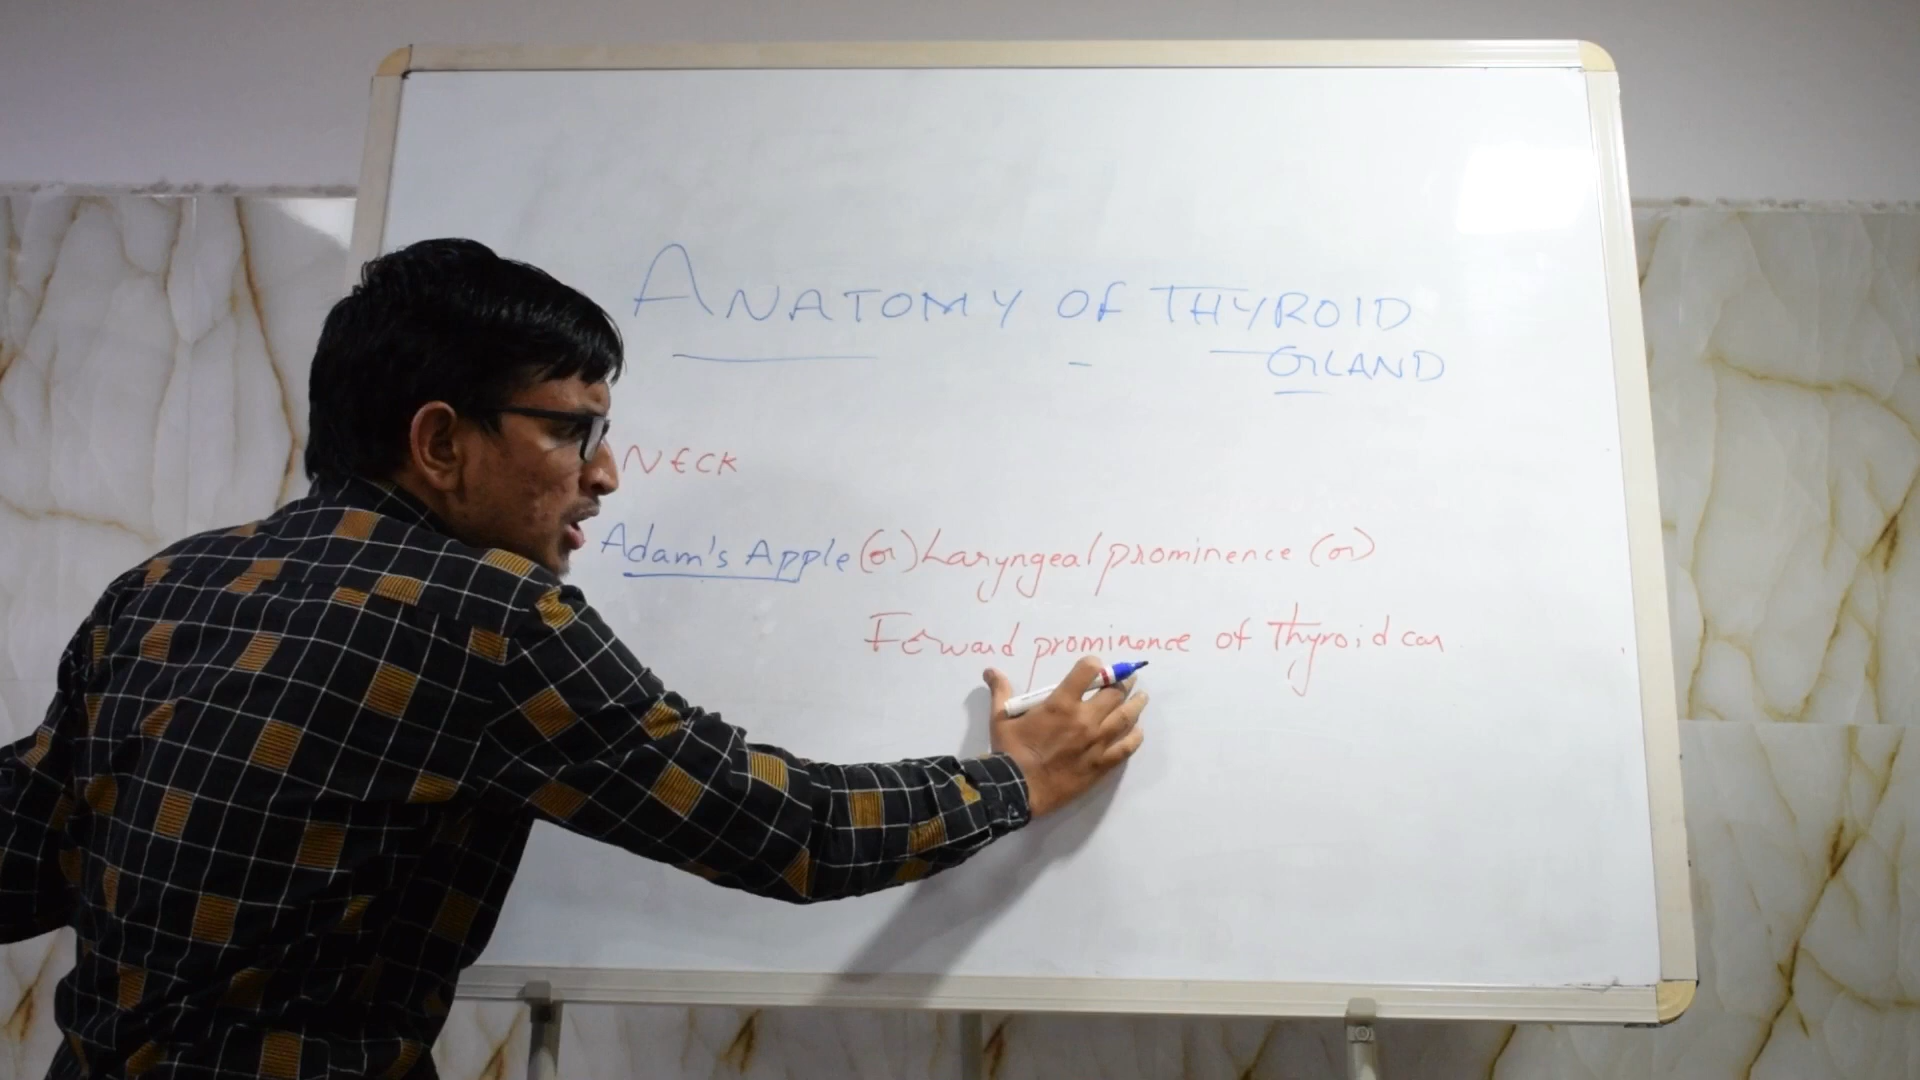 ANATOMY OF THYROID
GLAND
NECK
Adam's Apple (or) Laryngeal prominence (or)
Forward prominence of Thyroid car